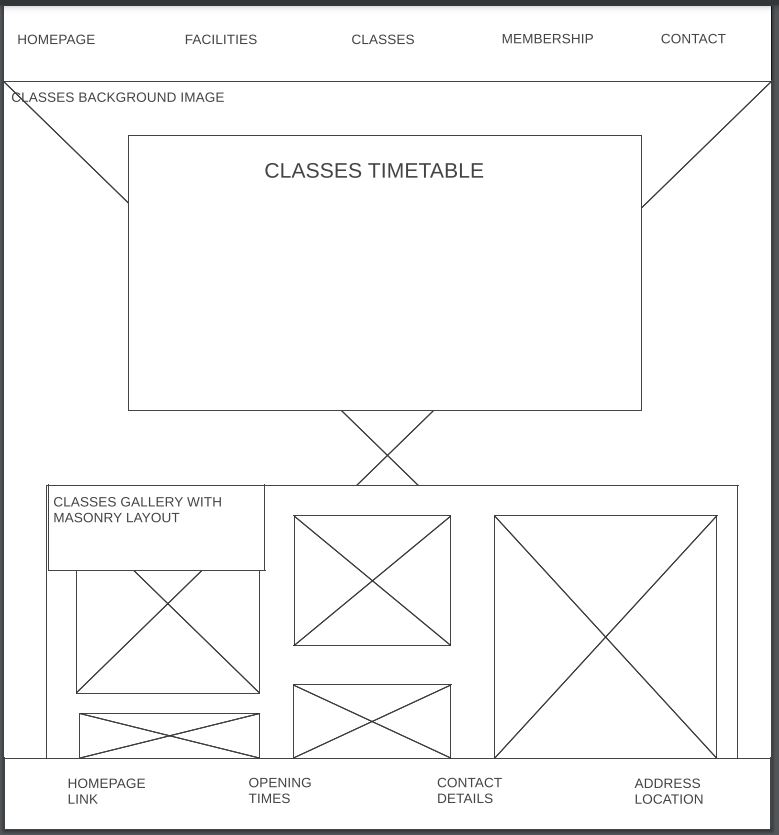 HOMEPAGE FACILITIES CLASSES MEMBERSHIP CONTACT
CLASSES BACKGROUND IMAGE
CLASSES TIMETABLE
CLASSES GALLERY WITH
MASONRY LAYOUT
HOMEPAGE
LINK
OPENING
TIMES
CONTACT
DETAILS
ADDRESS
LOCATION